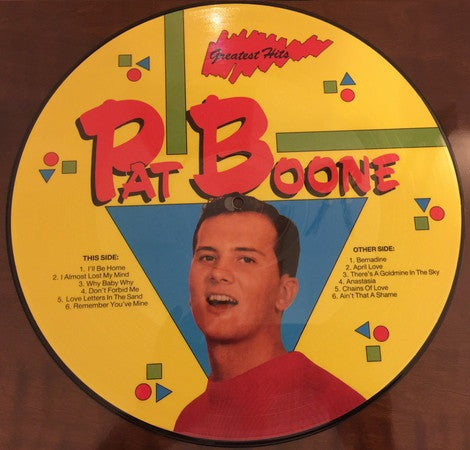 Greatest Hits
PAT BOONE
THIS SIDE:
1. I'll Be Home
2. I Almost Lost My Mind
3. Why Baby Why
4. Don't Forbid Me
5. Love Letters In The Sand
6. Remember You've Mine
OTHER SIDE:
1. Bernadine
2. April Love
3. There's A Goldmine In The Sky
4. Anastasia
5. Chains Of Love
6. Ain't That A Shame